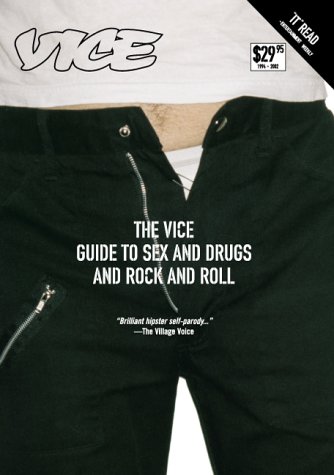 VICE
"IT" READ
–ENTERTAINMENT WEEKLY
$29.95
1994 - 2002
THE VICE
GUIDE TO SEX AND DRUGS
AND ROCK AND ROLL
"Brilliant hipster self-parody..."
—The Village Voice